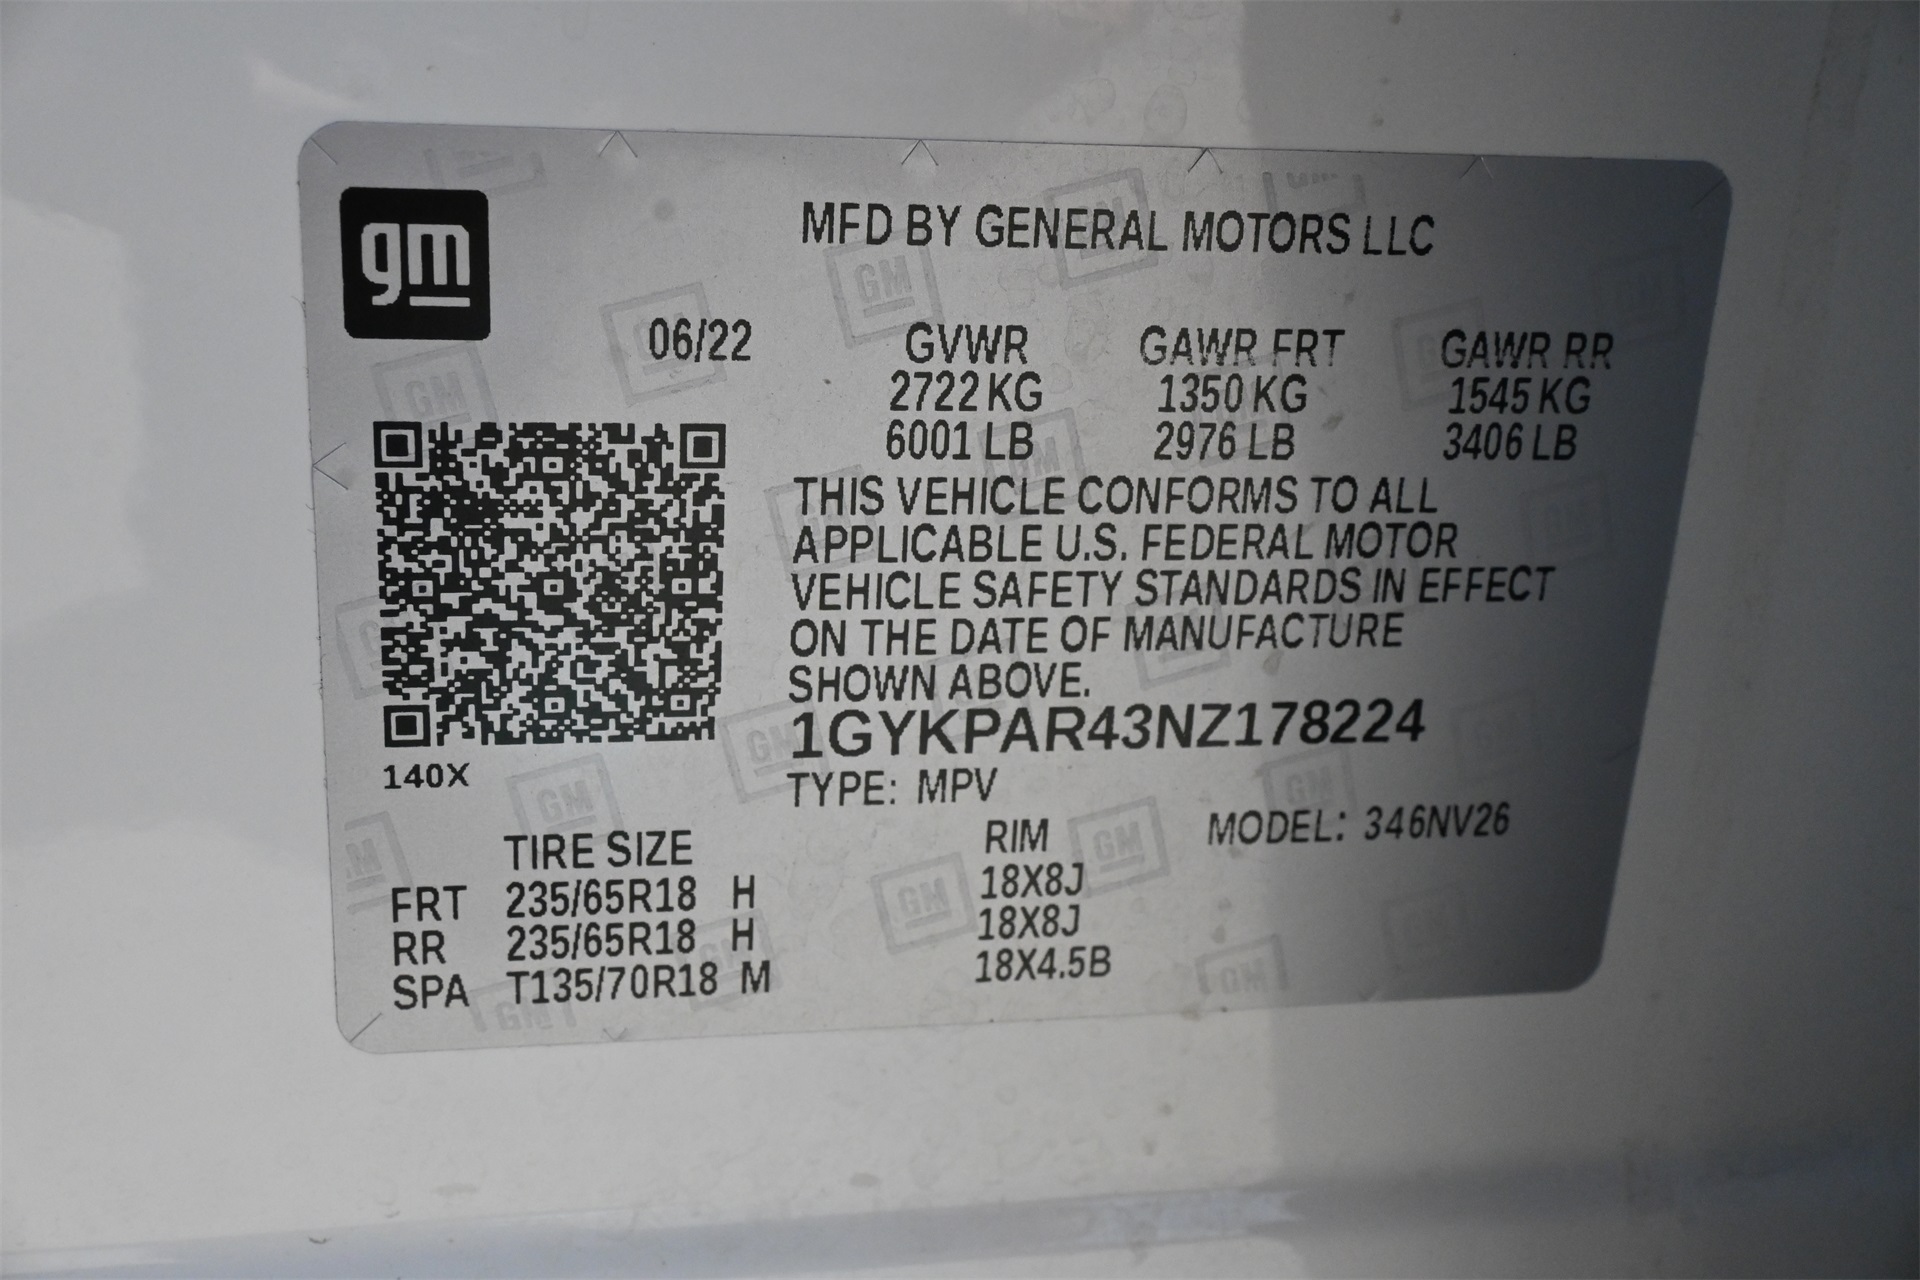 gm
MFD BY GENERAL MOTORS LLC
06/22 GVWR GAWR FRT GAWR RR
2722 KG 1350 KG 1545 KG
6001 LB 2976 LB 3406 LB
THIS VEHICLE CONFORMS TO ALL
APPLICABLE U.S. FEDERAL MOTOR
VEHICLE SAFETY STANDARDS IN EFFECT
ON THE DATE OF MANUFACTURE
SHOWN ABOVE.
1GYKPAR43NZ178224
140X
TYPE: MPV
TIRE SIZE RIM MODEL: 346NV26
FRT 235/65R18 H 18X8J
RR 235/65R18 H 18X8J
SPA T135/70R18 M 18X4.5B